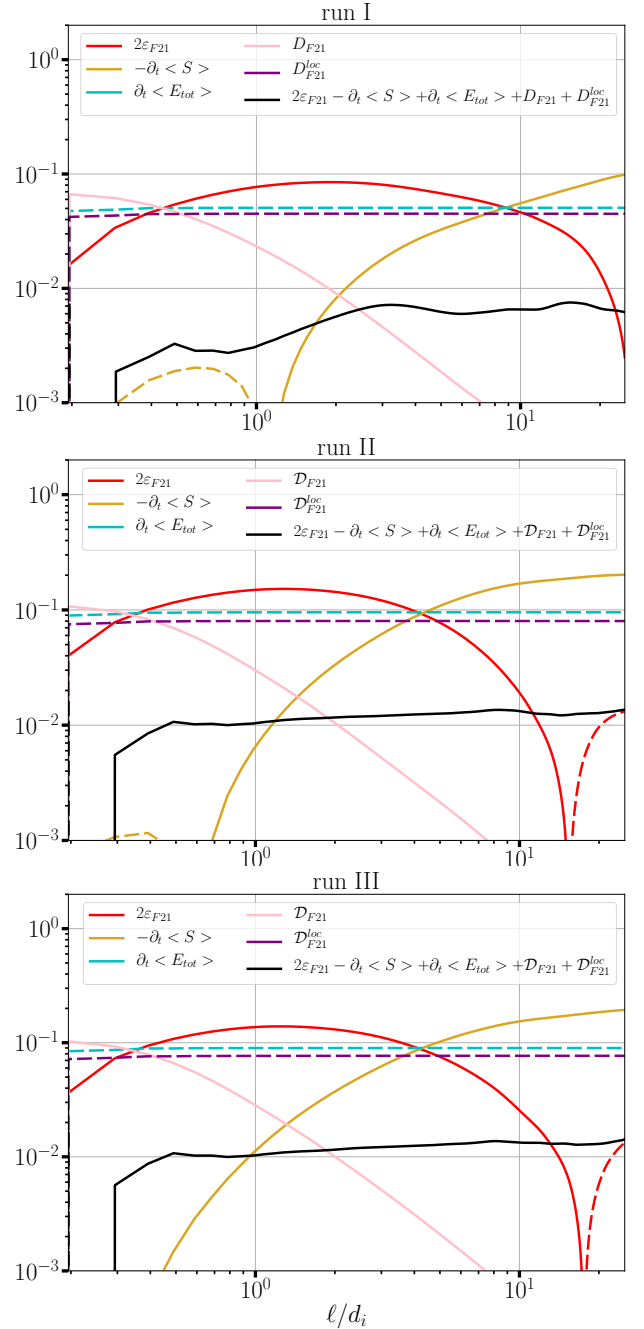 run I
2ε_{F21}
−∂_t < S >
∂_t < E_{tot} >
D_{F21}
D^{loc}_{F21}
2ε_{F21} − ∂_t < S > +∂_t < E_{tot} > +D_{F21} + D^{loc}_{F21}
10^0
10^{−1}
10^{−2}
10^{−3}
10^0
10^1
run II
2ε_{F21}
−∂_t < S >
∂_t < E_{tot} >
𝒟_{F21}
𝒟^{loc}_{F21}
2ε_{F21} − ∂_t < S > +∂_t < E_{tot} > +𝒟_{F21} + 𝒟^{loc}_{F21}
10^0
10^{−1}
10^{−2}
10^{−3}
10^0
10^1
run III
2ε_{F21}
−∂_t < S >
∂_t < E_{tot} >
𝒟_{F21}
𝒟^{loc}_{F21}
2ε_{F21} − ∂_t < S > +∂_t < E_{tot} > +𝒟_{F21} + 𝒟^{loc}_{F21}
10^0
10^{−1}
10^{−2}
10^{−3}
10^0
10^1
ℓ/d_i